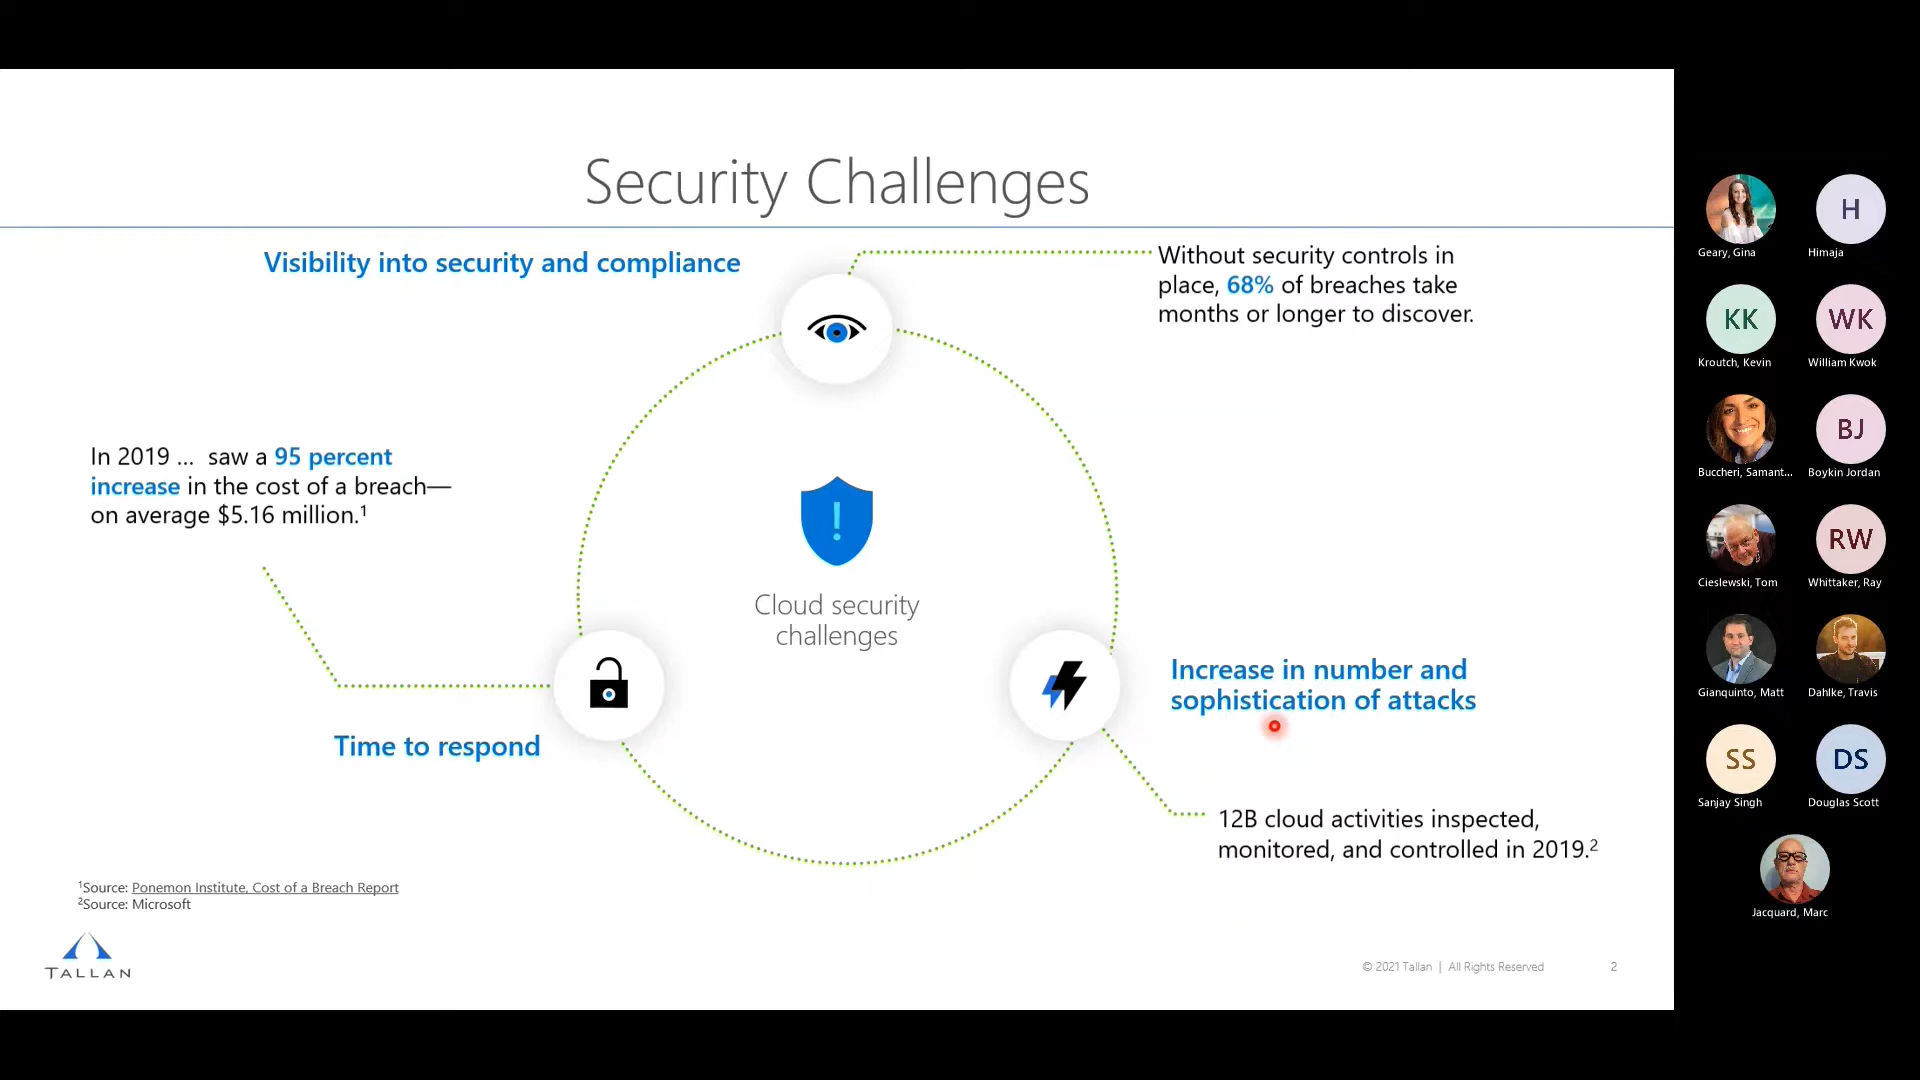 Security Challenges
Visibility into security and compliance
Without security controls in
place, 68% of breaches take
months or longer to discover.
In 2019 ... saw a 95 percent
increase in the cost of a breach—
on average $5.16 million.¹
Cloud security
challenges
Time to respond
Increase in number and
sophistication of attacks
12B cloud activities inspected,
monitored, and controlled in 2019.²
¹Source: Ponemon Institute, Cost of a Breach Report
²Source: Microsoft
TALLAN
© 2021 Tallan | All Rights Reserved
2
Geary, Gina
H
Himaja
KK
Kroutch, Kevin
WK
William Kwok
Buccheri, Samant...
BJ
Boykin Jordan
Cieslewski, Tom
RW
Whittaker, Ray
Gianquinto, Matt
Dahlke, Travis
SS
Sanjay Singh
DS
Douglas Scott
Jacquard, Marc